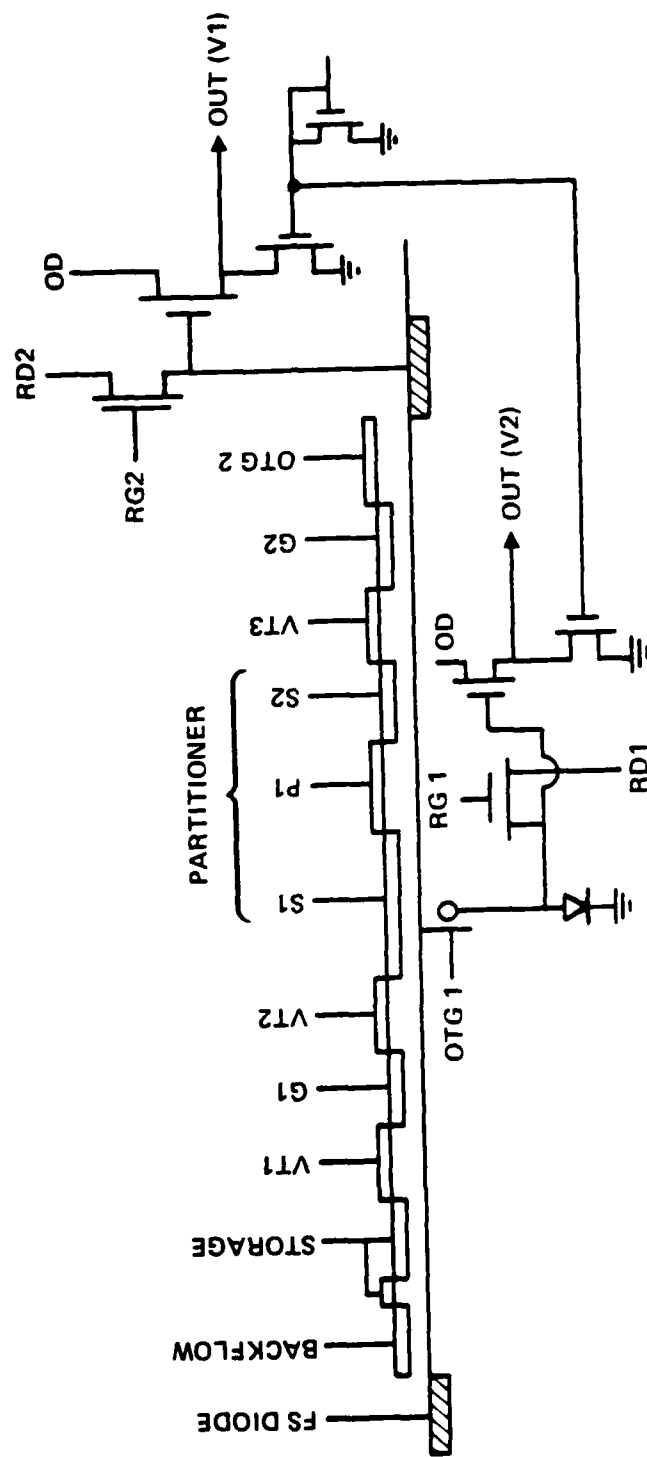 OUT (V1)
OD
RD2
RG2
OTG 2
G2
VT3
S2
P1
S1
PARTITIONER
VT2
G1
VT1
STORAGE
BACKFLOW
FS DIODE
OUT (V2)
OD
RG 1
RD1
OTG 1